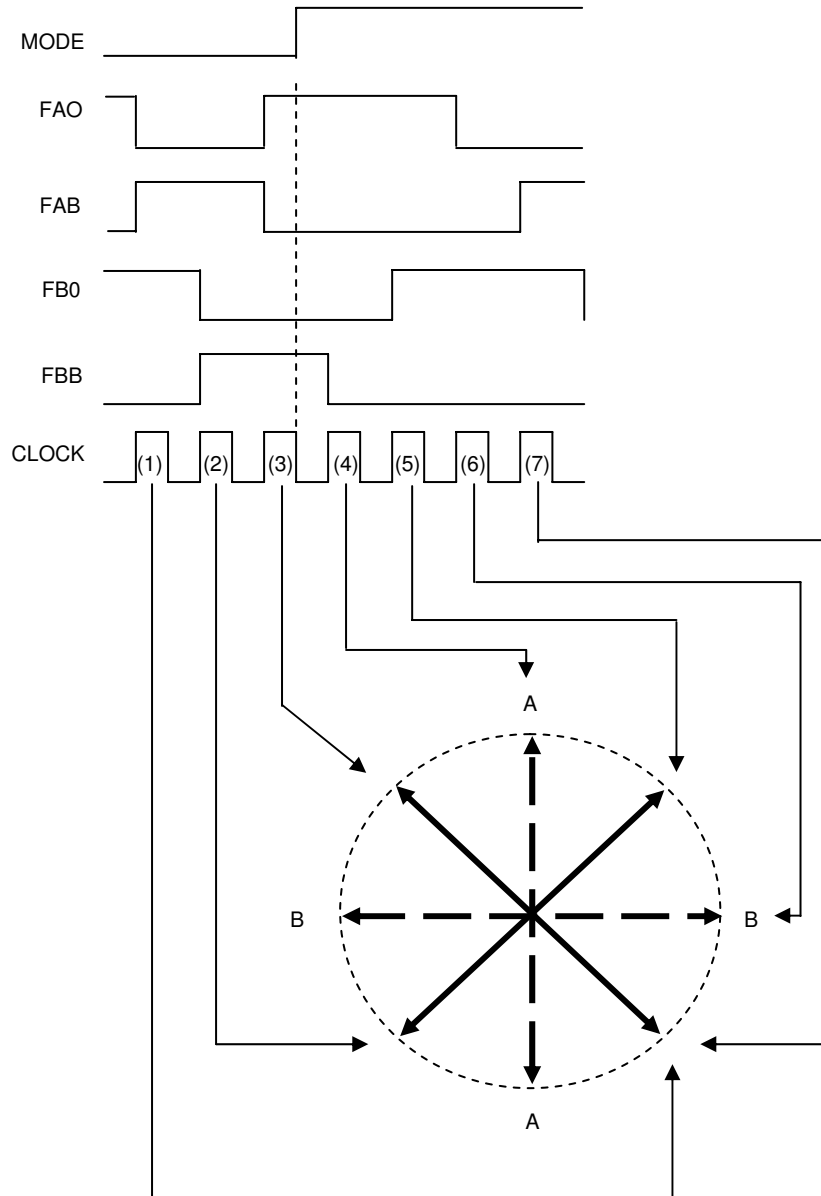 MODE
FAO
FAB
FB0
FBB
CLOCK
(1) (2) (3) (4) (5) (6) (7)
A
B B
A